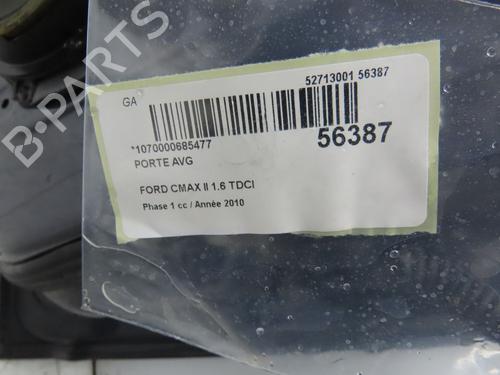 B-PARTS
52713001 56387
GA
*1070000685477
56387
PORTE AVG
FORD CMAX II 1.6 TDCI
Phase 1 cc / Année 2010